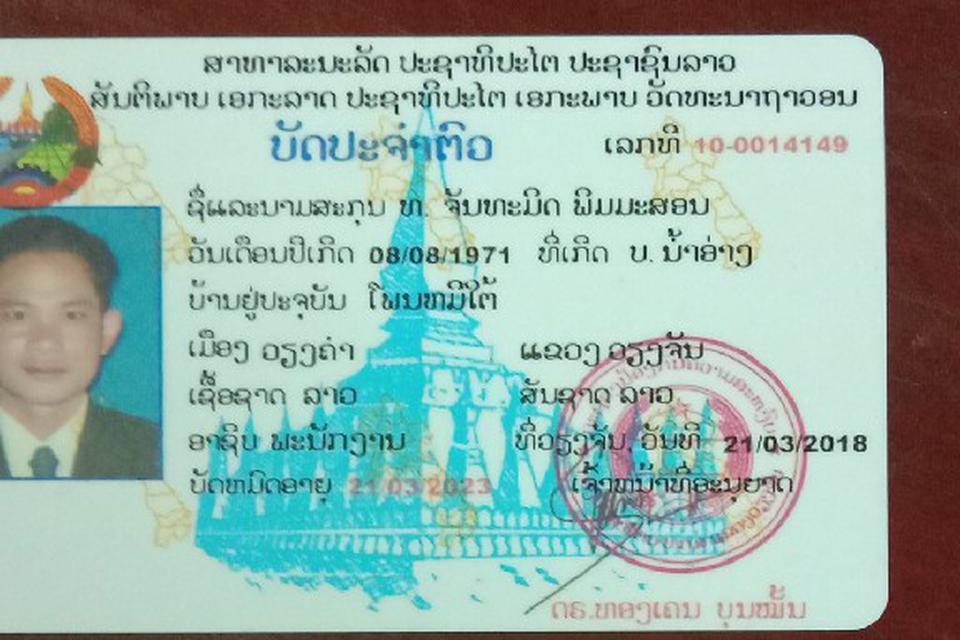 ສາທາລະນະລັດ ປະຊາທິປະໄຕ ປະຊາຊົນລາວ
ສັນຕິພາບ ເອກະລາດ ປະຊາທິປະໄຕ ເອກະພາບ ວັດທະນາຖາວອນ
ບັດປະຈຳຕົວ ເລກທີ 10-0014149
ຊື່ແລະນາມສະກຸນ ທ. ຈັນທະມິດ ພິມມະສອນ
ວັນເດືອນປີເກີດ 08/08/1971 ທີ່ເກີດ ບ. ນ້ຳອ່າງ
ບ້ານຢູ່ປະຈຸບັນ ໂພນຫມີໃຕ້
ເມືອງ ວຽງຄຳ ແຂວງ ວຽງຈັນ
ເຊື້ອຊາດ ລາວ ສັນຊາດ ລາວ
ອາຊີບ ພະນັກງານ ທີ່ວຽງຈັນ, ວັນທີ 21/03/2018
ບັດຫມົດອາຍຸ 21/03/2023 ເຈົ້າຫນ້າທີ່ອະນຸຍາດ
ດຣ.ທອງເຄນ ບຸນໝັ້ນ